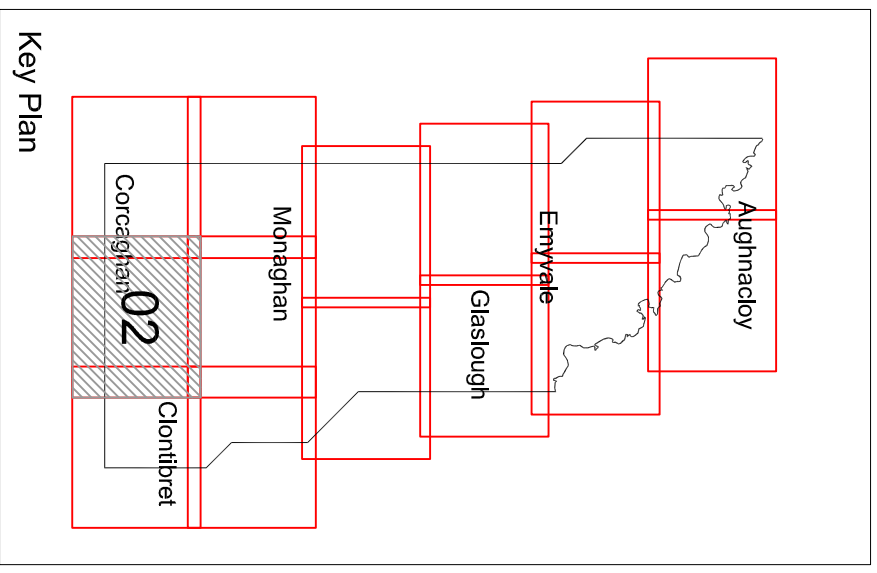 Aughnacloy
Emyvale
Glaslough
Monaghan
Corcaghan
02
Clontibret
Key Plan